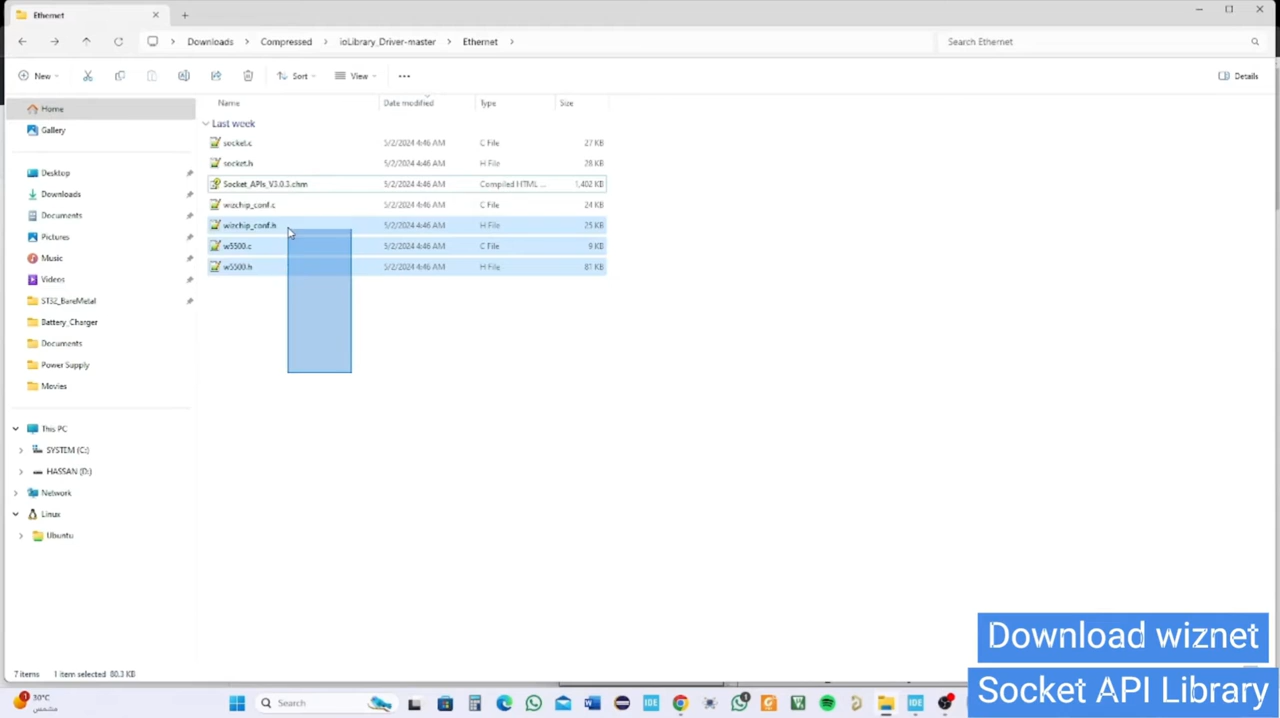 Ethernet
Downloads
Compressed
ioLibrary_Driver-master
Ethernet
Search Ethernet
New
Sort
View
Details
Home
Gallery
Desktop
Downloads
Documents
Pictures
Music
Videos
ST32_BareMetal
Battery_Charger
Documents
Power Supply
Movies
This PC
SYSTEM (C:)
HASSAN (D:)
Network
Linux
Ubuntu
Name Date modified Type Size
Last week
socket.c 5/2/2024 4:46 AM C File 27 KB
socket.h 5/2/2024 4:46 AM H File 28 KB
Socket_APIs_V3.0.3.chm 5/2/2024 4:46 AM Compiled HTML ... 1,402 KB
wizchip_conf.c 5/2/2024 4:46 AM C File 24 KB
wizchip_conf.h 5/2/2024 4:46 AM H File 25 KB
w5500.c 5/2/2024 4:46 AM C File 9 KB
w5500.h 5/2/2024 4:46 AM H File 81 KB
Download wiznet
Socket API Library
7 items 1 item selected 80.3 KB
30°C
مشمس
Search
IDE
IDE